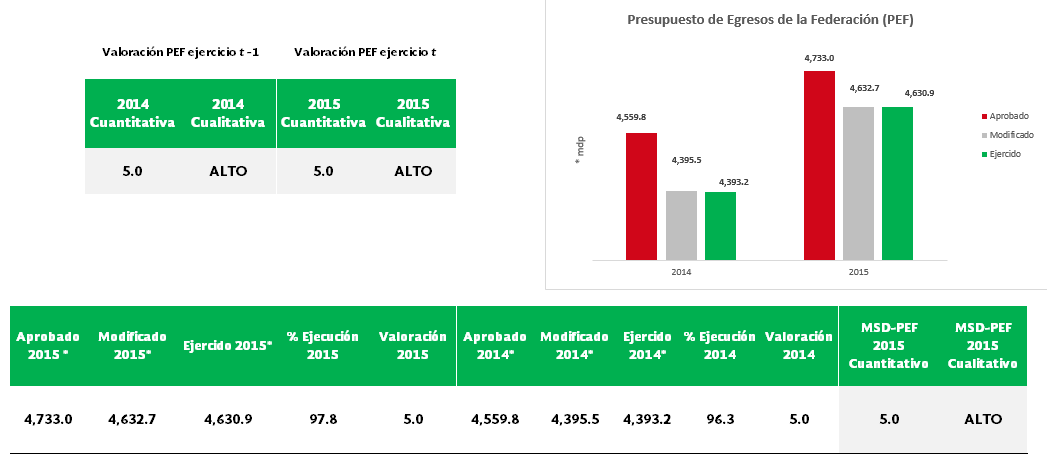 Valoración PEF ejercicio t -1
Valoración PEF ejercicio t
2014 Cuantitativa
2014 Cualitativa
2015 Cuantitativa
2015 Cualitativa
5.0
ALTO
5.0
ALTO
Presupuesto de Egresos de la Federación (PEF)
* mdp
4,559.8
4,395.5
4,393.2
4,733.0
4,632.7
4,630.9
2014
2015
Aprobado
Modificado
Ejercido
Aprobado 2015 *
Modificado 2015*
Ejercido 2015*
% Ejecución 2015
Valoración 2015
Aprobado 2014*
Modificado 2014*
Ejercido 2014*
% Ejecución 2014
Valoración 2014
MSD-PEF 2015 Cuantitativo
MSD-PEF 2015 Cualitativo
4,733.0
4,632.7
4,630.9
97.8
5.0
4,559.8
4,395.5
4,393.2
96.3
5.0
5.0
ALTO